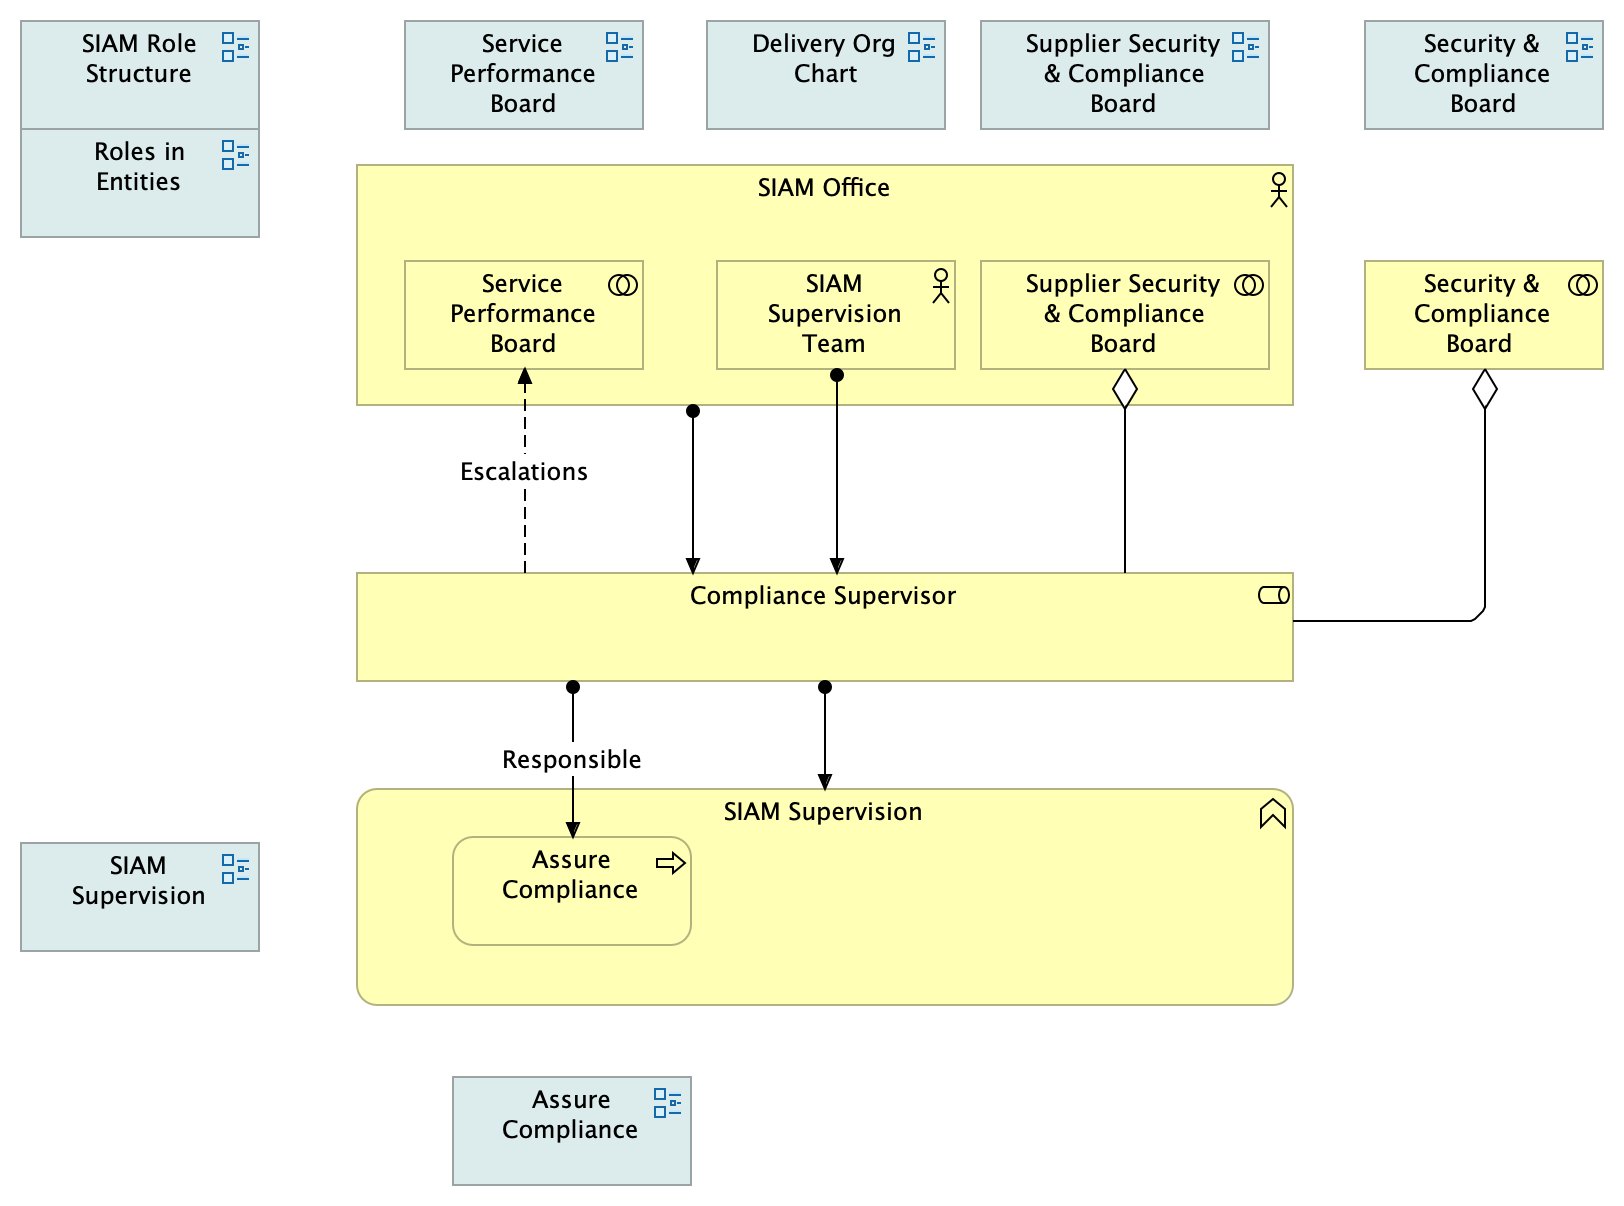 SIAM Role
Structure
Service
Performance
Board
Delivery Org
Chart
Supplier Security
& Compliance
Board
Security &
Compliance
Board
Roles in
Entities
SIAM Office
Service
Performance
Board
SIAM
Supervision
Team
Supplier Security
& Compliance
Board
Security &
Compliance
Board
Escalations
Compliance Supervisor
Responsible
SIAM Supervision
Assure
Compliance
SIAM
Supervision
Assure
Compliance